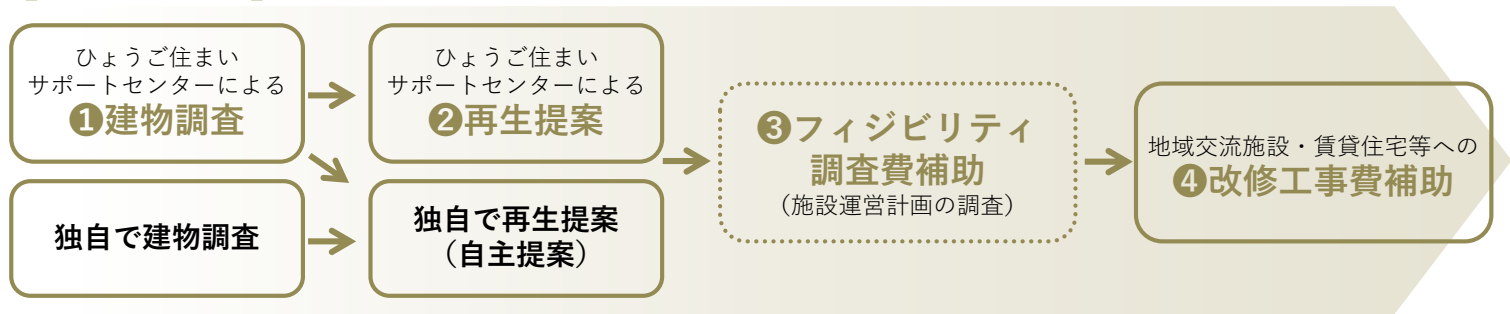 ひょうご住まい
サポートセンターによる
❶建物調査
ひょうご住まい
サポートセンターによる
❷再生提案
独自で建物調査
独自で再生提案
（自主提案）
❸フィジビリティ
調査費補助
（施設運営計画の調査）
地域交流施設・賃貸住宅等への
❹改修工事費補助